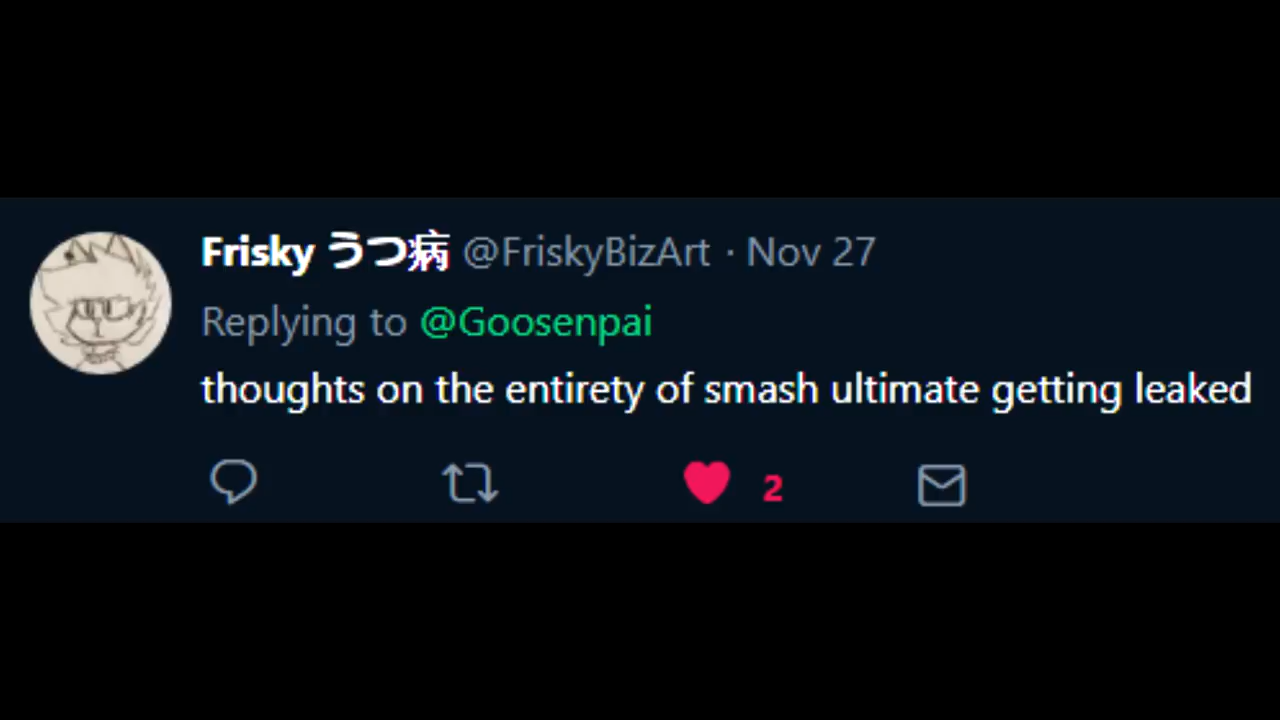 Frisky うつ病 @FriskyBizArt · Nov 27
Replying to @Goosenpai
thoughts on the entirety of smash ultimate getting leaked
2